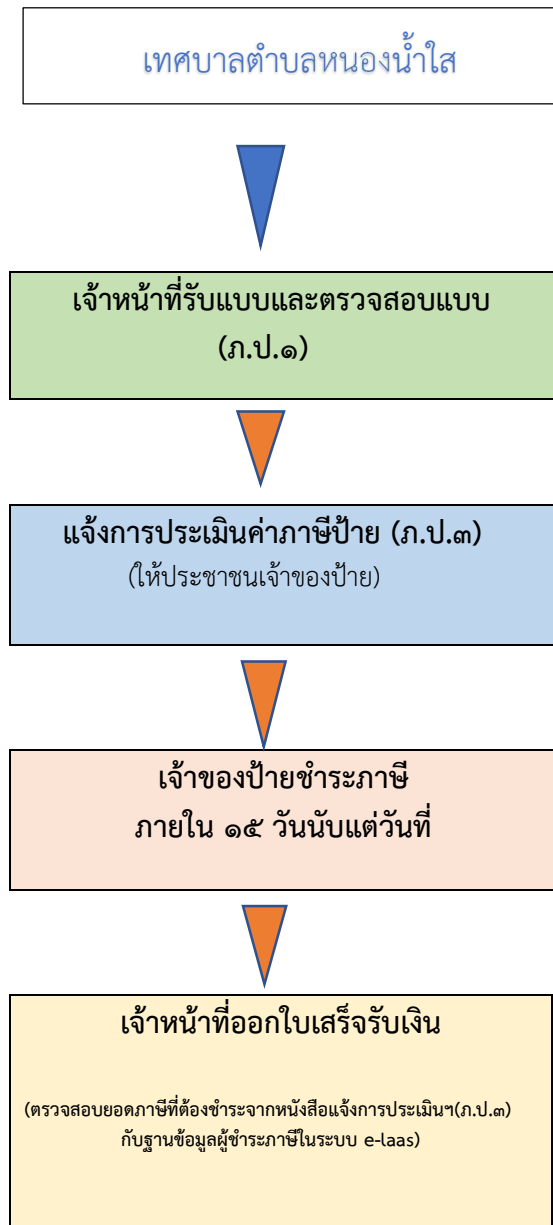 เทศบาลตำบลหนองน้ำใส
เจ้าหน้าที่รับแบบและตรวจสอบแบบ
(ภ.ป.๑)
แจ้งการประเมินค่าภาษีป้าย (ภ.ป.๓)
(ให้ประชาชนเจ้าของป้าย)
เจ้าของป้ายชำระภาษี
ภายใน ๑๕ วันนับแต่วันที่
เจ้าหน้าที่ออกใบเสร็จรับเงิน
(ตรวจสอบยอดภาษีที่ต้องชำระจากหนังสือแจ้งการประเมินฯ(ภ.ป.๓)
กับฐานข้อมูลผู้ชำระภาษีในระบบ e-laas)